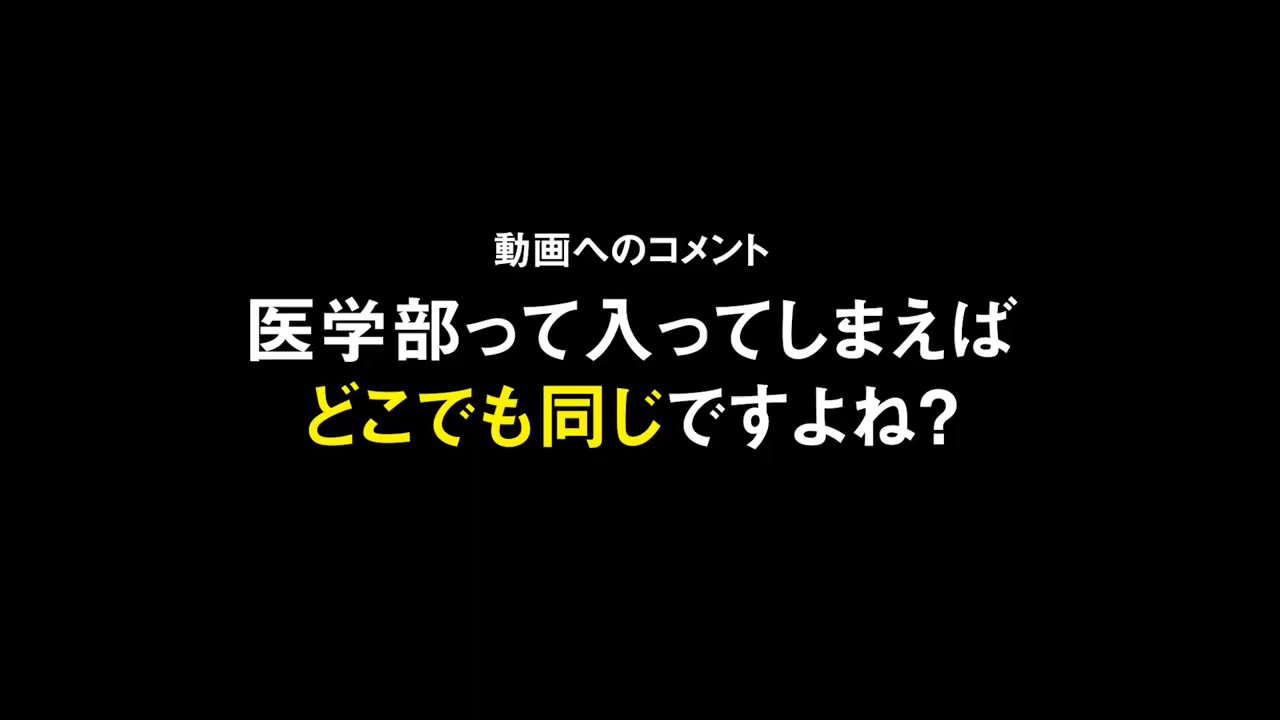 動画へのコメント
医学部って入ってしまえば
どこでも同じですよね?